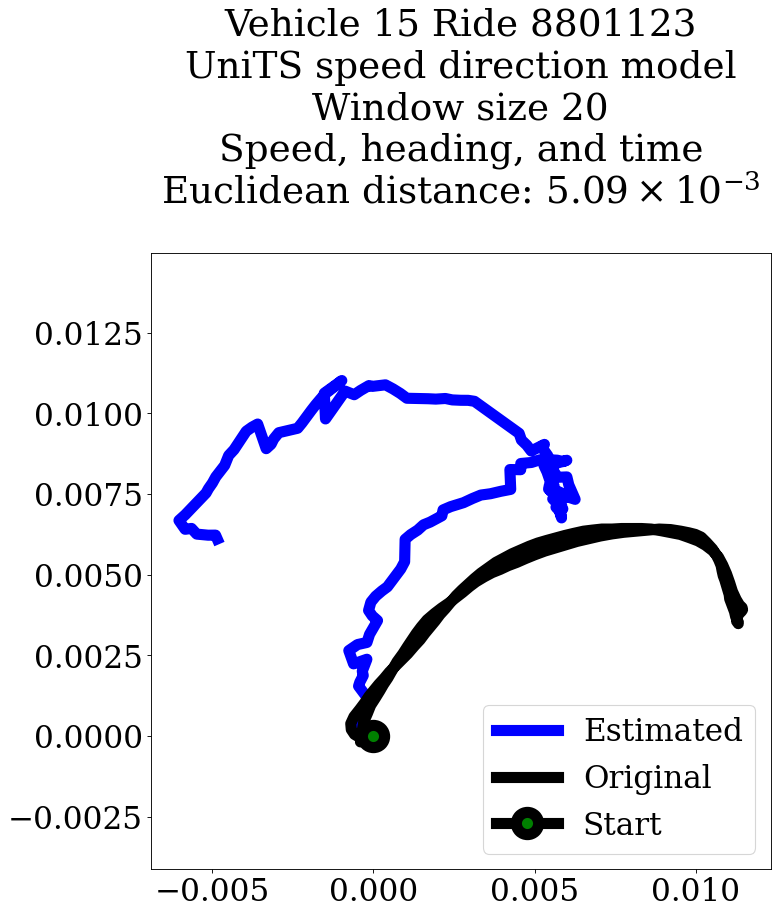 Vehicle 15 Ride 8801123
UniTS speed direction model
Window size 20
Speed, heading, and time
Euclidean distance: 5.09 × 10⁻³
0.0125
0.0100
0.0075
0.0050
0.0025
0.0000
−0.0025
Estimated
Original
Start
−0.005 0.000 0.005 0.010